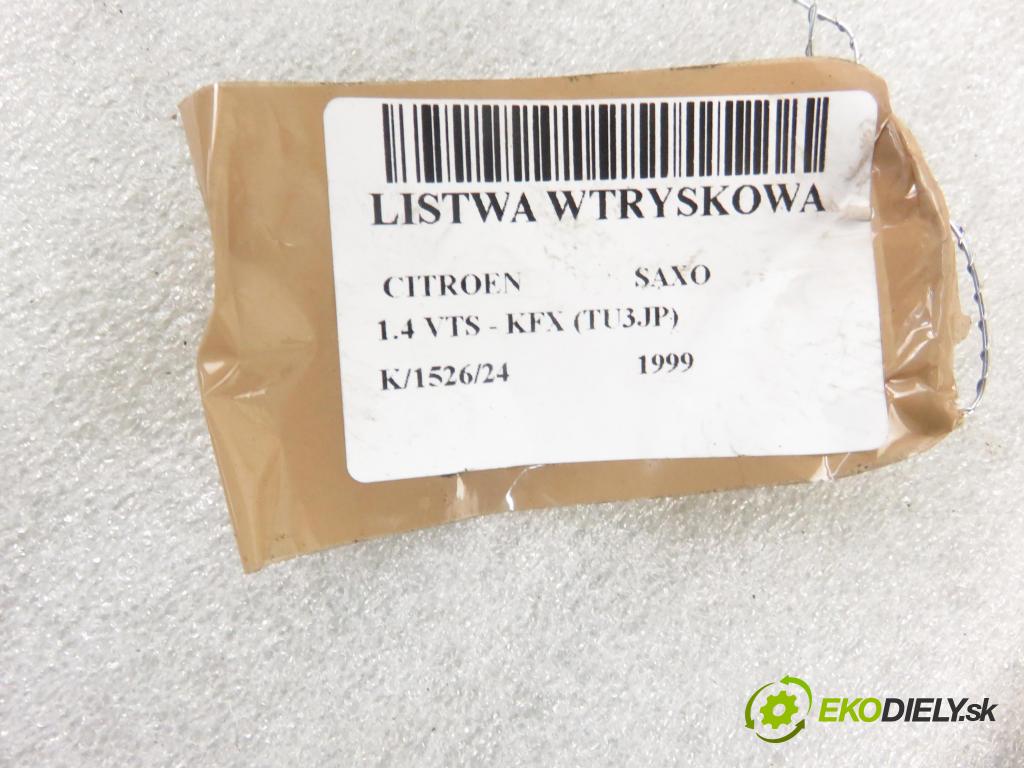 LISTWA WTRYSKOWA
CITROEN SAXO
1.4 VTS - KFX (TU3JP)
K/1526/24 1999
EKODIELY.sk